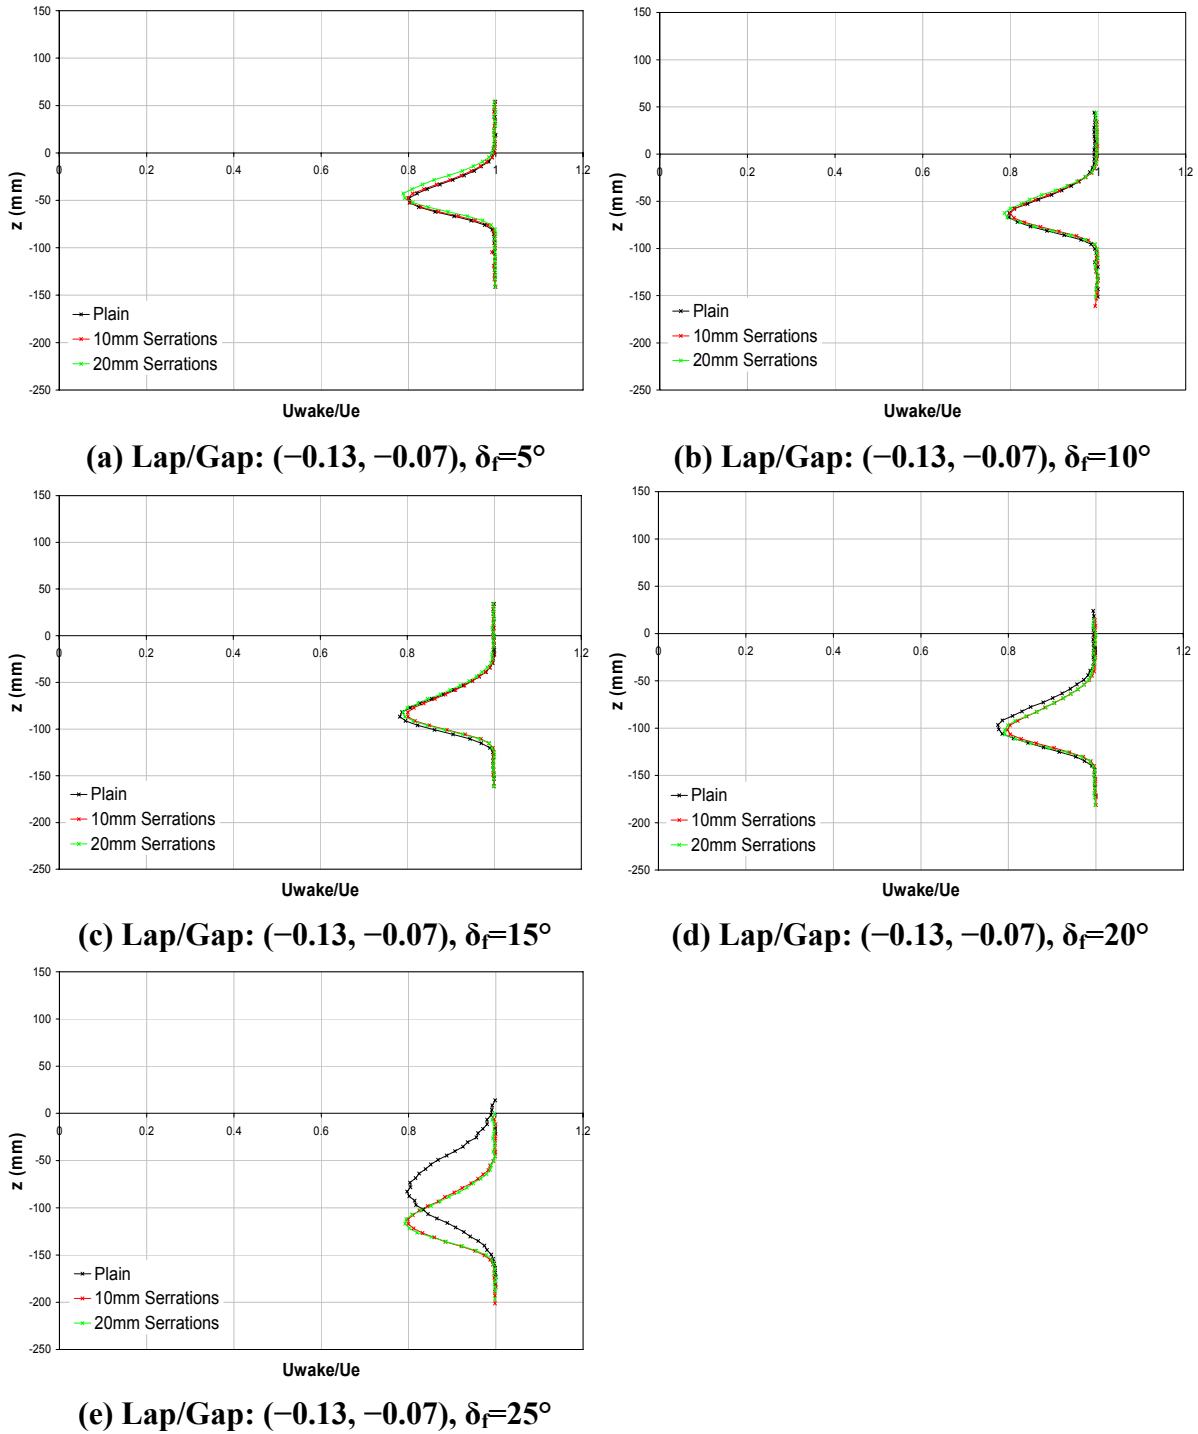 150
100
50
0
-50
-100
-150
-200
-250
0
0.2
0.4
0.6
0.8
1
1.2
z (mm)
Plain
10mm Serrations
20mm Serrations
Uwake/Ue
(a) Lap/Gap: (−0.13, −0.07), δf=5°
150
100
50
0
-50
-100
-150
-200
-250
0
0.2
0.4
0.6
0.8
1
1.2
z (mm)
Plain
10mm Serrations
20mm Serrations
Uwake/Ue
(b) Lap/Gap: (−0.13, −0.07), δf=10°
150
100
50
0
-50
-100
-150
-200
-250
0
0.2
0.4
0.6
0.8
1
1.2
z (mm)
Plain
10mm Serrations
20mm Serrations
Uwake/Ue
(c) Lap/Gap: (−0.13, −0.07), δf=15°
150
100
50
0
-50
-100
-150
-200
-250
0
0.2
0.4
0.6
0.8
1
1.2
z (mm)
Plain
10mm Serrations
20mm Serrations
Uwake/Ue
(d) Lap/Gap: (−0.13, −0.07), δf=20°
150
100
50
0
-50
-100
-150
-200
-250
0
0.2
0.4
0.6
0.8
1
1.2
z (mm)
Plain
10mm Serrations
20mm Serrations
Uwake/Ue
(e) Lap/Gap: (−0.13, −0.07), δf=25°